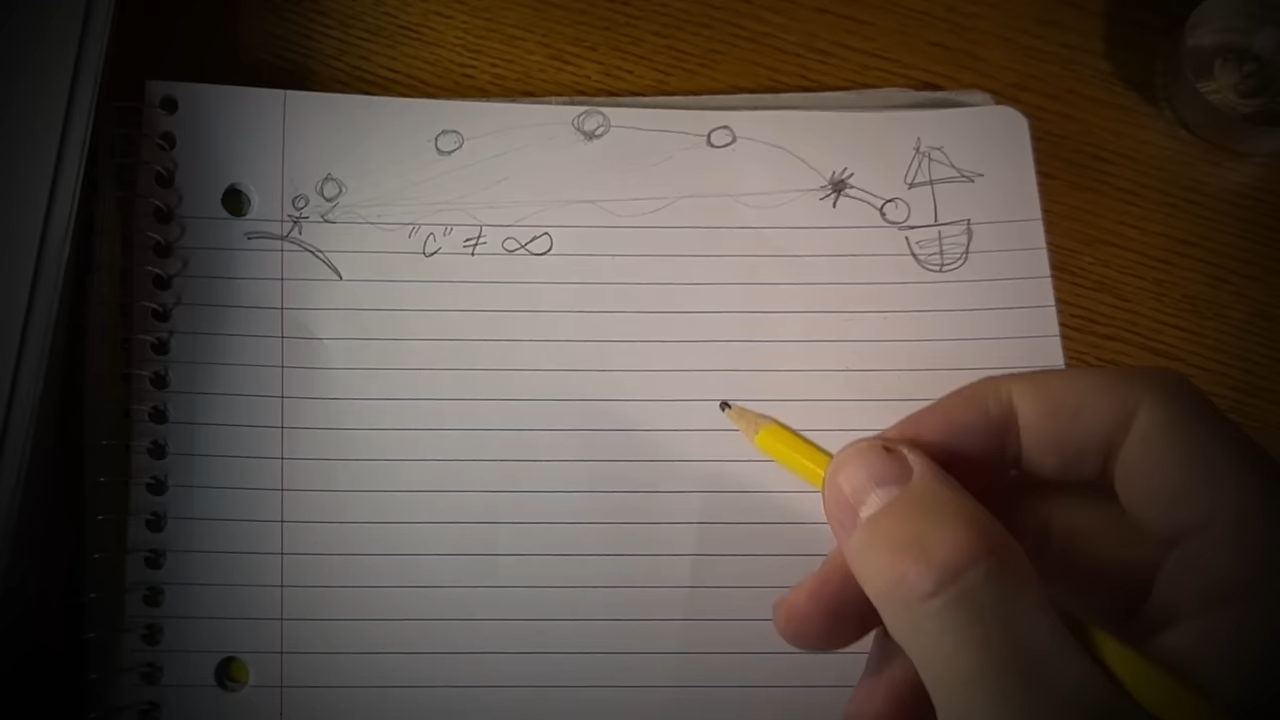 "c" ≠ ∞